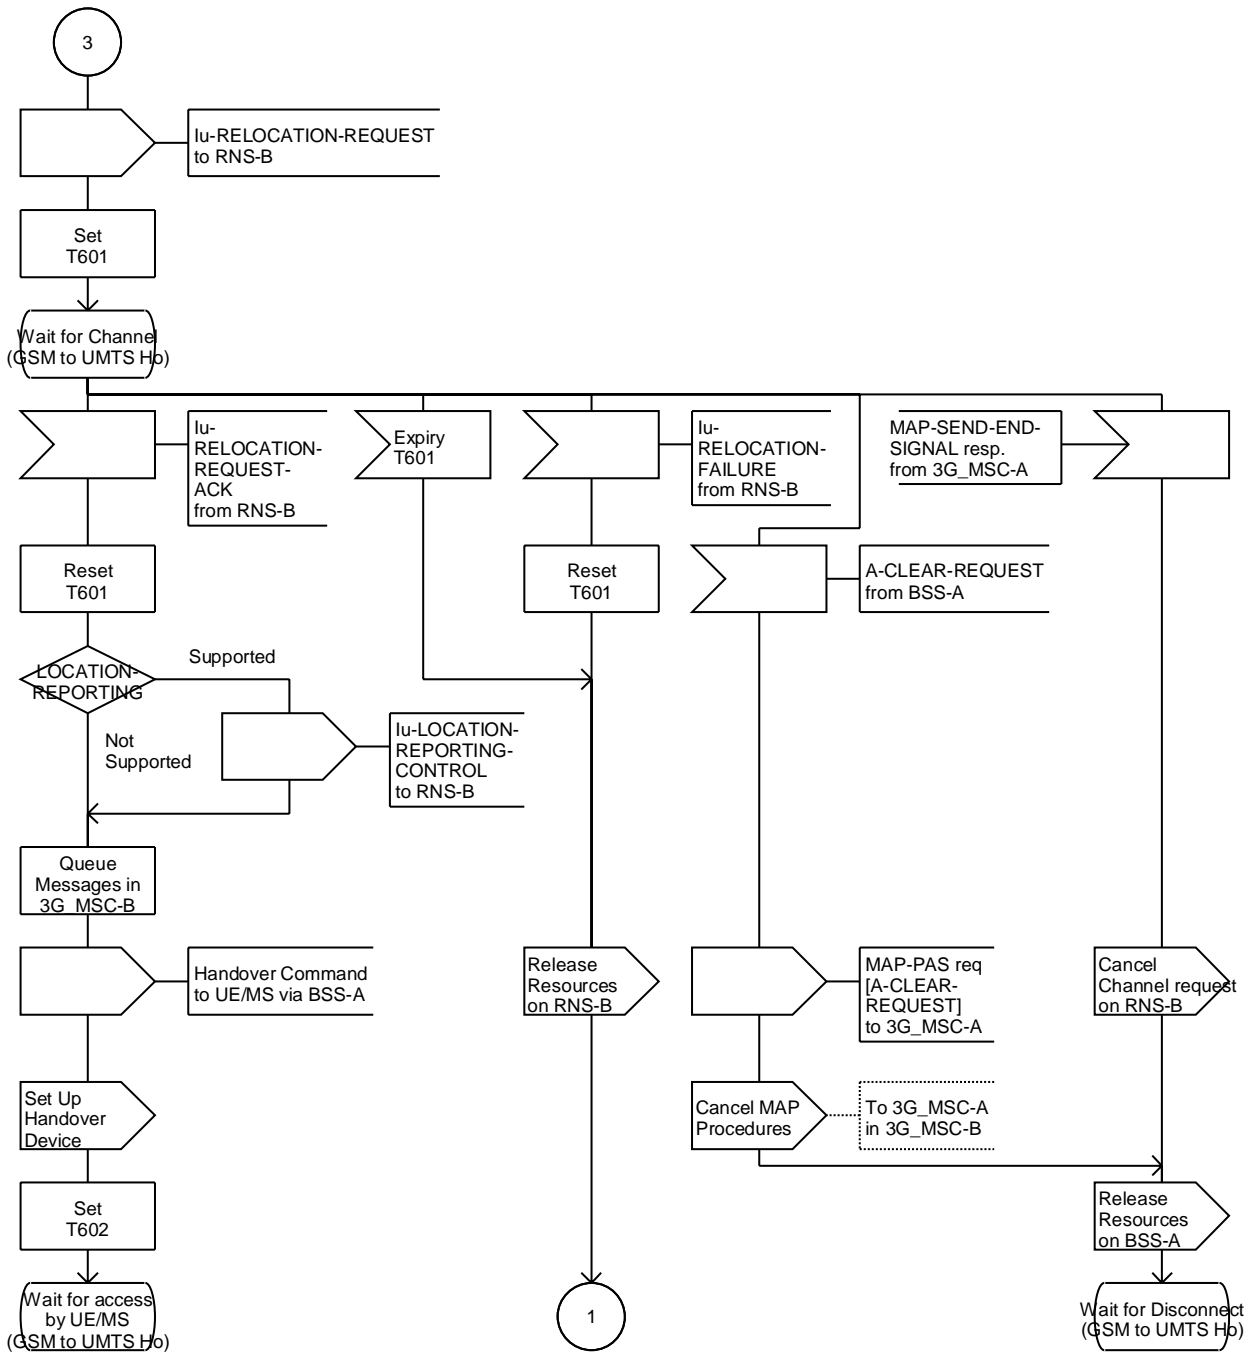 3
Iu-RELOCATION-REQUEST
to RNS-B
Set
T601
Wait for Channel
(GSM to UMTS Ho)
Iu-
RELOCATION-
REQUEST-
ACK
from RNS-B
Expiry
T601
Iu-
RELOCATION-
FAILURE
from RNS-B
MAP-SEND-END-
SIGNAL resp.
from 3G_MSC-A
Reset
T601
Reset
T601
A-CLEAR-REQUEST
from BSS-A
LOCATION-
REPORTING
Supported
Not
Supported
Iu-LOCATION-
REPORTING-
CONTROL
to RNS-B
Queue
Messages in
3G_MSC-B
Handover Command
to UE/MS via BSS-A
Release
Resources
on RNS-B
MAP-PAS req
[A-CLEAR-
REQUEST]
to 3G_MSC-A
Cancel
Channel request
on RNS-B
Set Up
Handover
Device
Cancel MAP
Procedures
To 3G_MSC-A
in 3G_MSC-B
Set
T602
Release
Resources
on BSS-A
Wait for access
by UE/MS
(GSM to UMTS Ho)
1
Wait for Disconnect
(GSM to UMTS Ho)